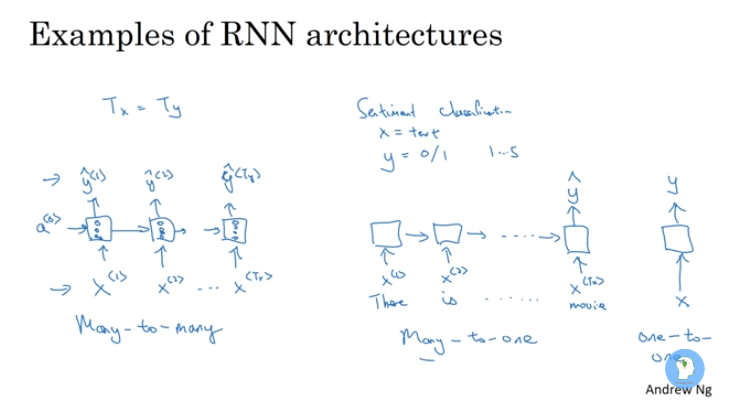 Examples of RNN architectures
Tx = Ty
Sentiment classification
x = text
y = 0/1 1...5
→ ŷ<1> ŷ<2> ŷ<Ty>
ŷ y
a<0>
→ x<1> x<2> ... x<Tx>
x<1> x<2> ..... x<Tx> x
There is ...... movie
Many-to-many
Many-to-one
one-to-
one
Andrew Ng